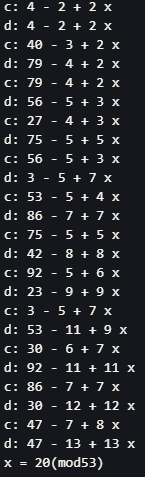 c: 4 - 2 + 2 x
d: 4 - 2 + 2 x
c: 40 - 3 + 2 x
d: 79 - 4 + 2 x
c: 79 - 4 + 2 x
d: 56 - 5 + 3 x
c: 27 - 4 + 3 x
d: 75 - 5 + 5 x
c: 56 - 5 + 3 x
d: 3 - 5 + 7 x
c: 53 - 5 + 4 x
d: 86 - 7 + 7 x
c: 75 - 5 + 5 x
d: 42 - 8 + 8 x
c: 92 - 5 + 6 x
d: 23 - 9 + 9 x
c: 3 - 5 + 7 x
d: 53 - 11 + 9 x
c: 30 - 6 + 7 x
d: 92 - 11 + 11 x
c: 86 - 7 + 7 x
d: 30 - 12 + 12 x
c: 47 - 7 + 8 x
d: 47 - 13 + 13 x
x = 20(mod53)